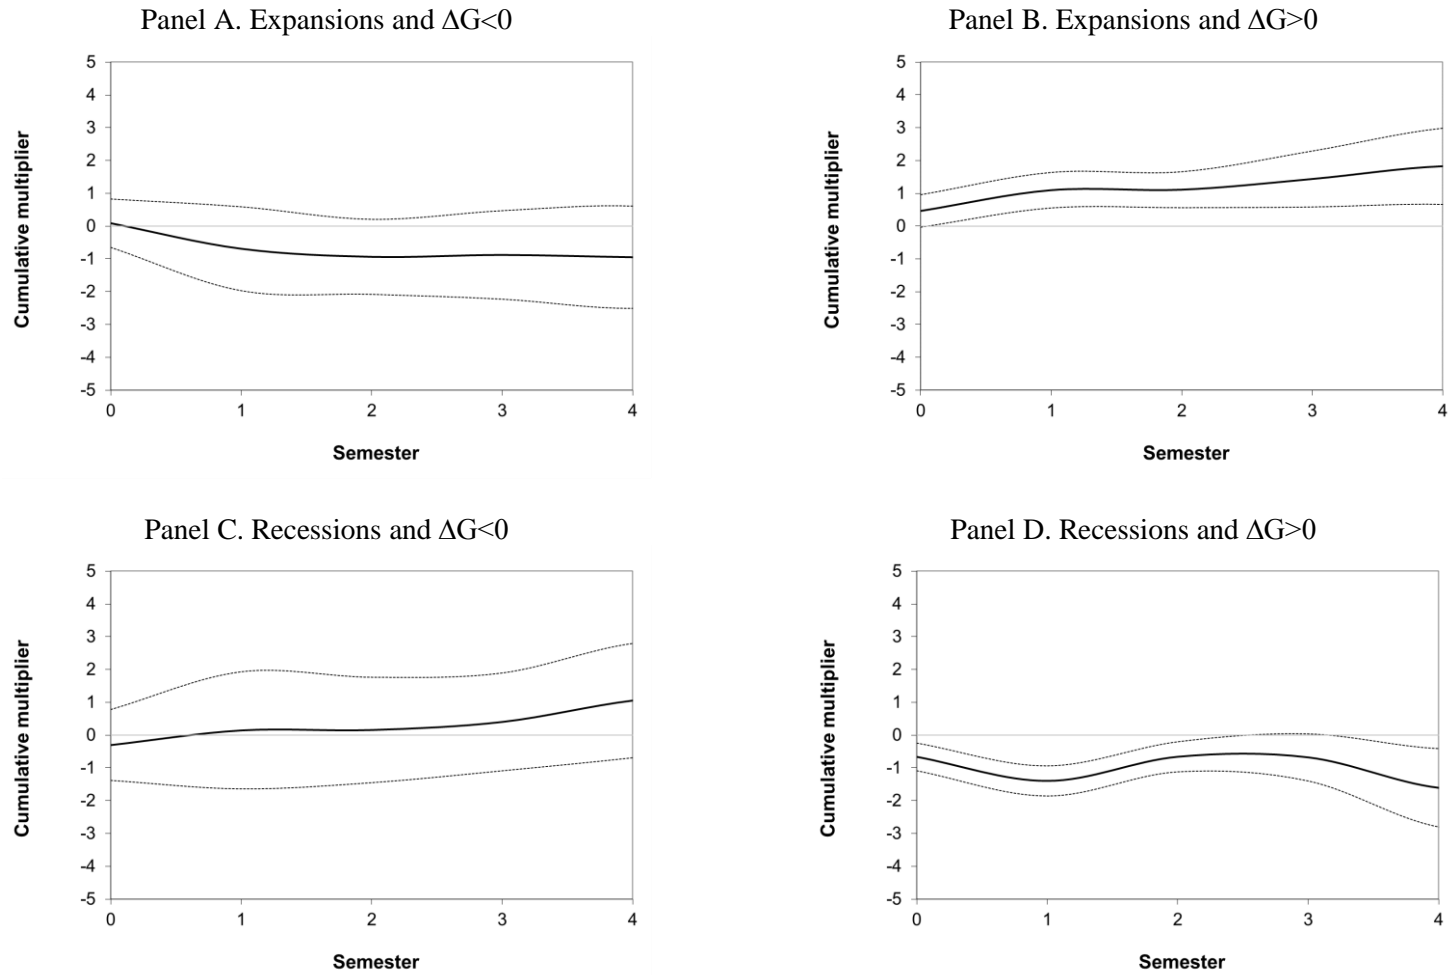 Panel A. Expansions and ΔG<0
5
4
3
2
1
0
-1
-2
-3
-4
-5
Cumulative multiplier
0 1 2 3 4
Semester
Panel B. Expansions and ΔG>0
5
4
3
2
1
0
-1
-2
-3
-4
-5
Cumulative multiplier
0 1 2 3 4
Semester
Panel C. Recessions and ΔG<0
5
4
3
2
1
0
-1
-2
-3
-4
-5
Cumulative multiplier
0 1 2 3 4
Semester
Panel D. Recessions and ΔG>0
5
4
3
2
1
0
-1
-2
-3
-4
-5
Cumulative multiplier
0 1 2 3 4
Semester